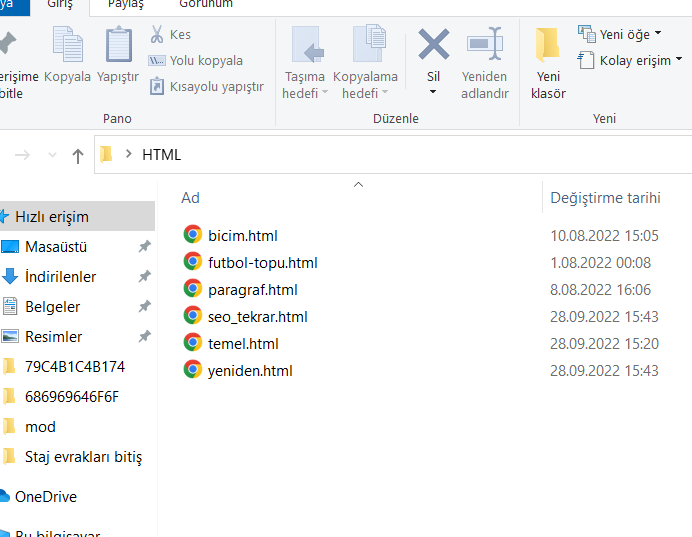 Giriş Paylaş Görünüm
Kes
Yolu kopyala
Kısayolu yapıştır
Kopyala Yapıştır
Pano
Taşıma hedefi
Kopyalama hedefi
Sil
Yeniden adlandır
Düzenle
Yeni klasör
Yeni öğe
Kolay erişim
Yeni
HTML
Ad Değiştirme tarihi
Hızlı erişim
Masaüstü
İndirilenler
Belgeler
Resimler
79C4B1C4B174
686969646F6F
mod
Staj evrakları bitiş
OneDrive
Bu bilgisayar
bicim.html 10.08.2022 15:05
futbol-topu.html 1.08.2022 00:08
paragraf.html 8.08.2022 16:06
seo_tekrar.html 28.09.2022 15:43
temel.html 28.09.2022 15:20
yeniden.html 28.09.2022 15:43